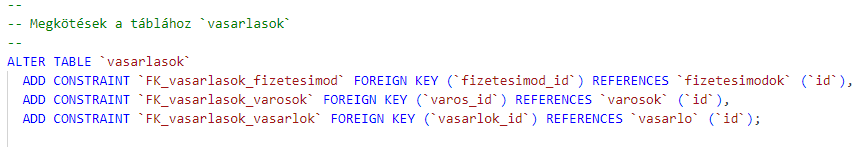 --
-- Megkötések a táblához `vasarlasok`
--
ALTER TABLE `vasarlasok`
ADD CONSTRAINT `FK_vasarlasok_fizetesimod` FOREIGN KEY (`fizetesimod_id`) REFERENCES `fizetesimodok` (`id`),
ADD CONSTRAINT `FK_vasarlasok_varosok` FOREIGN KEY (`varos_id`) REFERENCES `varosok` (`id`),
ADD CONSTRAINT `FK_vasarlasok_vasarlok` FOREIGN KEY (`vasarlok_id`) REFERENCES `vasarlo` (`id`);